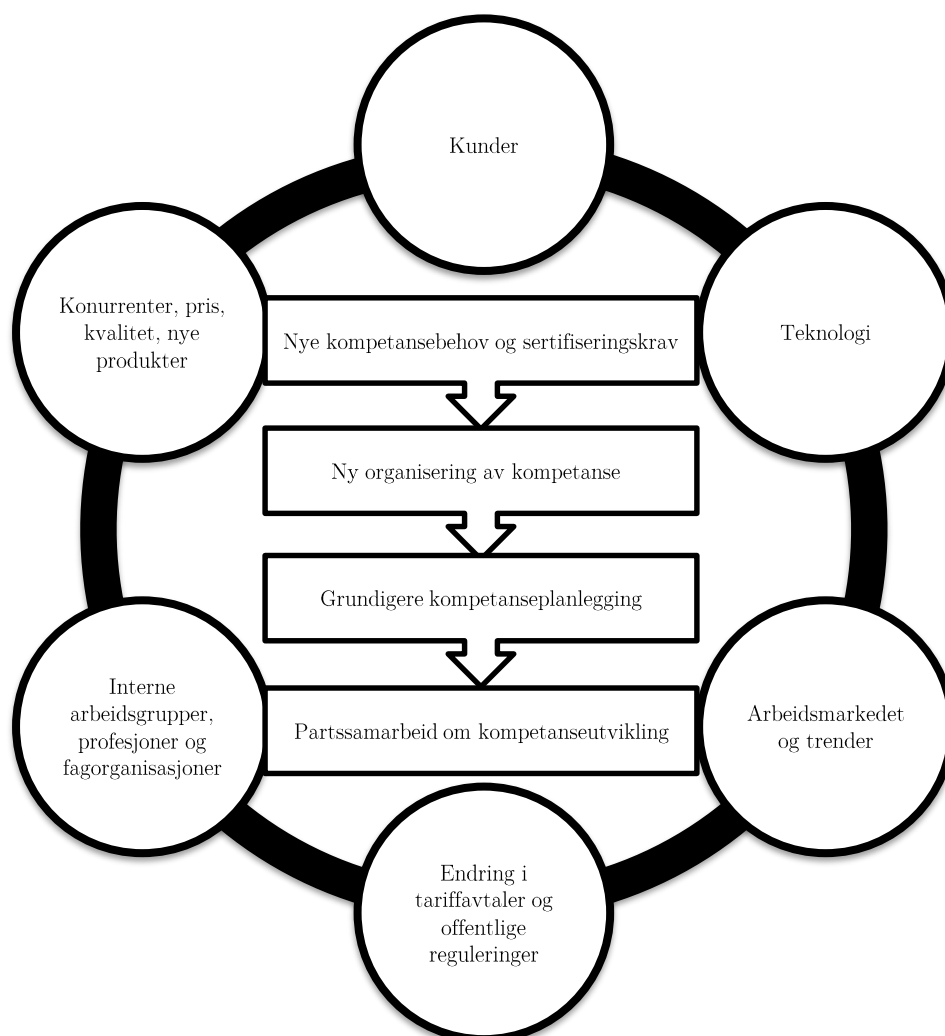 Kunder
Konurrenter, pris,
kvalitet, nye
produkter
Teknologi
Nye kompetansebehov og sertifiseringskrav
Ny organisering av kompetanse
Grundigere kompetanseplanlegging
Interne
arbeidsgrupper,
profesjoner og
fagorganisasjoner
Partssamarbeid om kompetanseutvikling
Arbeidsmarkedet
og trender
Endring i
tariffavtaler og
offentlige
reguleringer